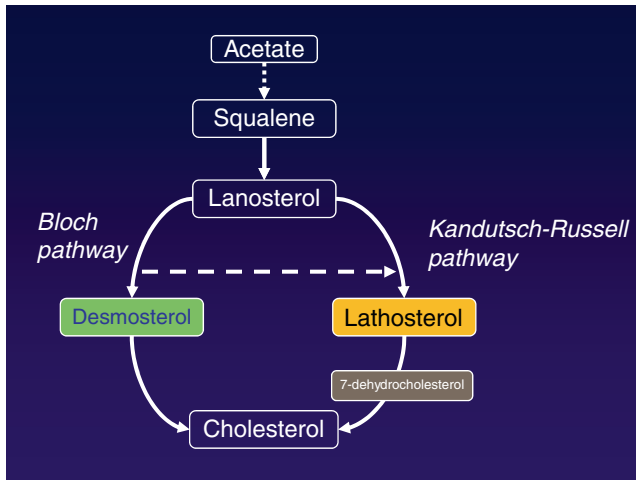 Acetate
Squalene
Lanosterol
Bloch
pathway
Kandutsch-Russell
pathway
Desmosterol
Lathosterol
7-dehydrocholesterol
Cholesterol